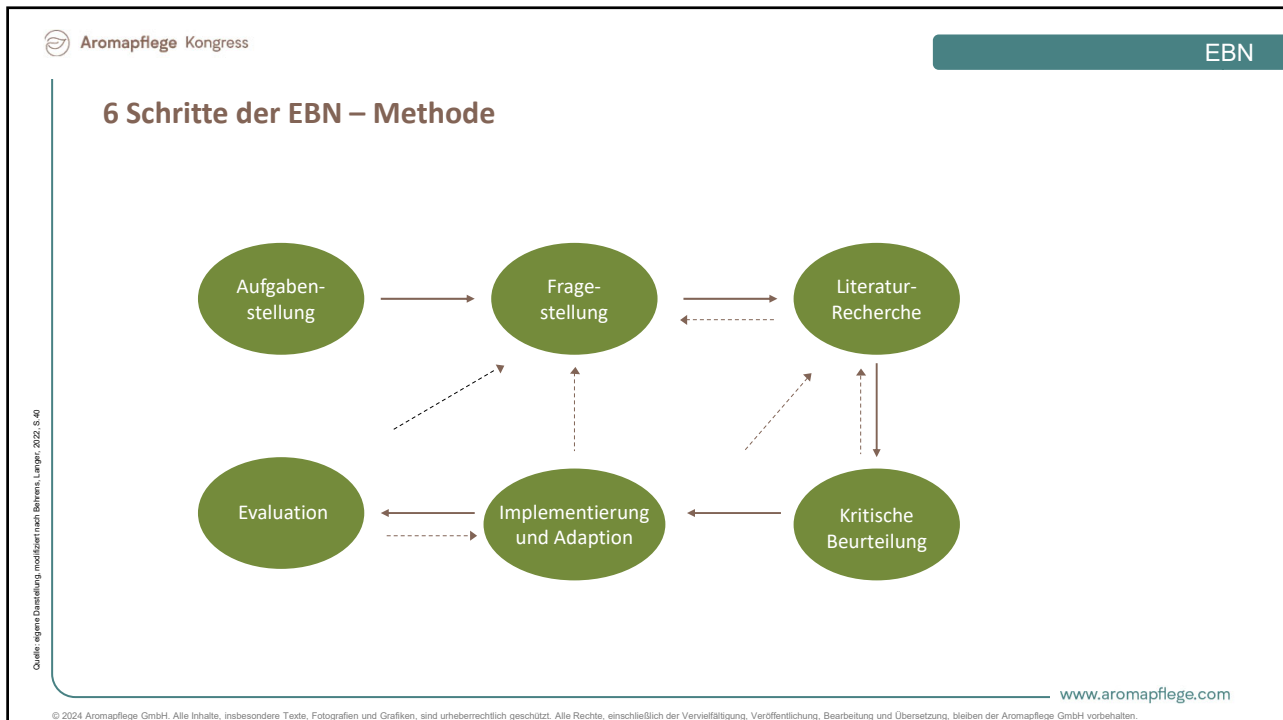 Aromapflege Kongress
EBN
6 Schritte der EBN – Methode
Aufgaben-
stellung
Frage-
stellung
Literatur-
Recherche
Evaluation
Implementierung
und Adaption
Kritische
Beurteilung
Quelle: eigene Darstellung, modifiziert nach Behrens, Langer, 2022, S.40
www.aromapflege.com
© 2024 Aromapflege GmbH. Alle Inhalte, insbesondere Texte, Fotografien und Grafiken, sind urheberrechtlich geschützt. Alle Rechte, einschließlich der Vervielfältigung, Veröffentlichung, Bearbeitung und Übersetzung, bleiben der Aromapflege GmbH vorbehalten.